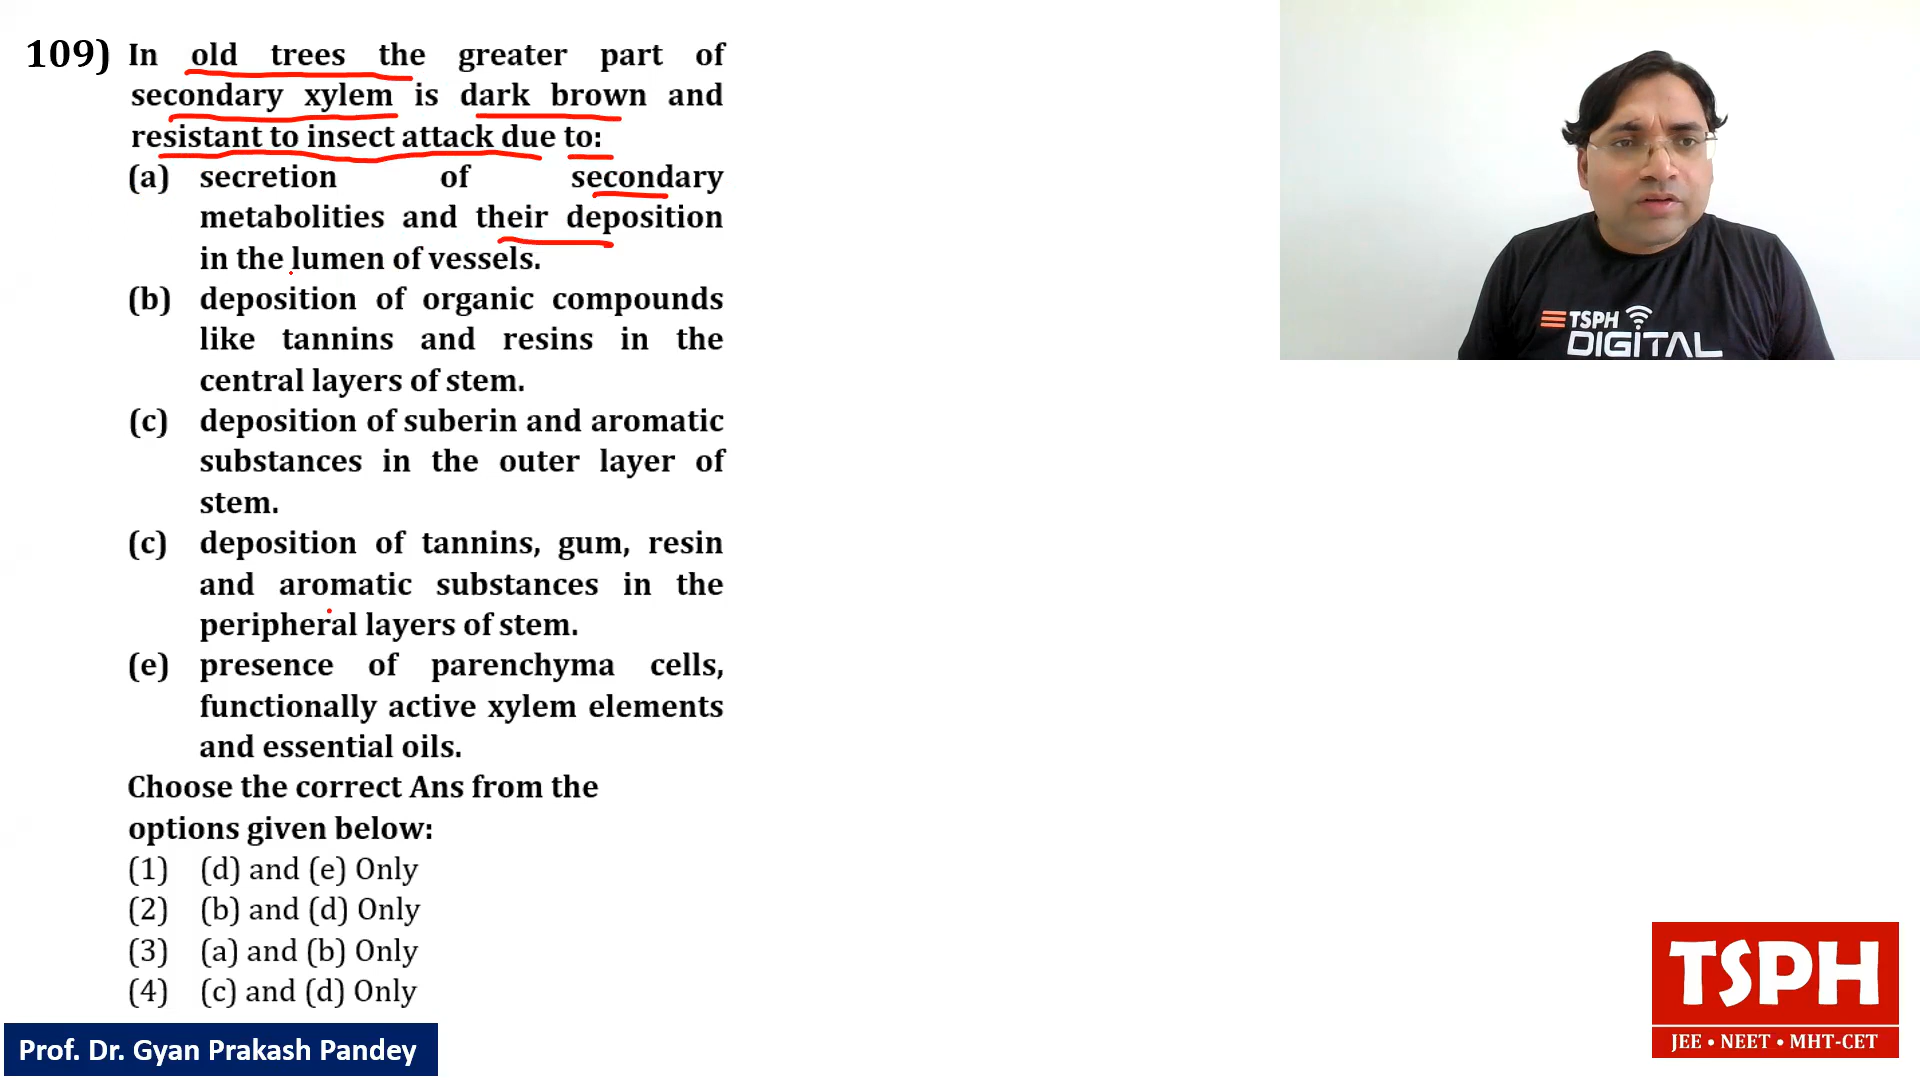 109) In old trees the greater part of
secondary xylem is dark brown and
resistant to insect attack due to:
(a) secretion of secondary
metabolities and their deposition
in the lumen of vessels.
(b) deposition of organic compounds
like tannins and resins in the
central layers of stem.
(c) deposition of suberin and aromatic
substances in the outer layer of
stem.
(c) deposition of tannins, gum, resin
and aromatic substances in the
peripheral layers of stem.
(e) presence of parenchyma cells,
functionally active xylem elements
and essential oils.
Choose the correct Ans from the
options given below:
(1) (d) and (e) Only
(2) (b) and (d) Only
(3) (a) and (b) Only
(4) (c) and (d) Only
Prof. Dr. Gyan Prakash Pandey
TSPH
DIGITAL
TSPH
JEE • NEET • MHT-CET